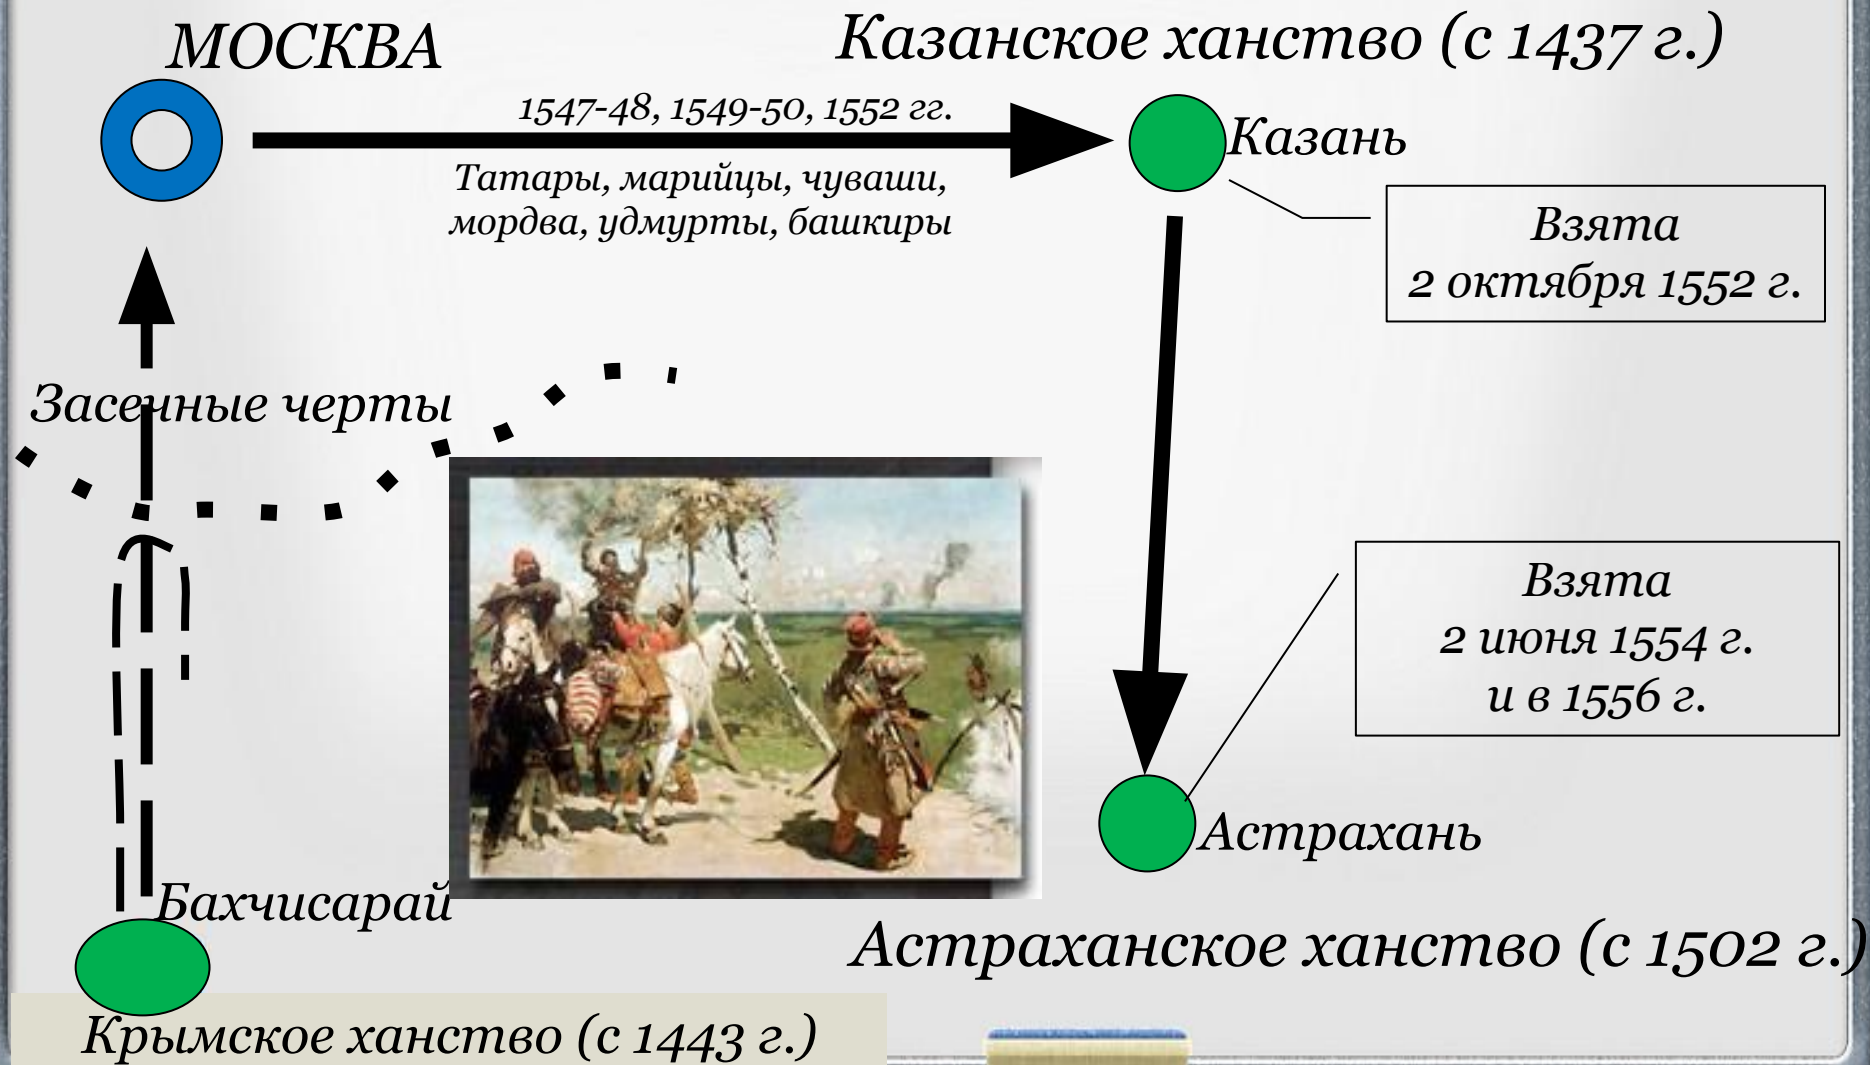 МОСКВА
Казанское ханство (с 1437 г.)
1547-48, 1549-50, 1552 гг.
Казань
Татары, марийцы, чуваши,
мордва, удмурты, башкиры
Взята
2 октября 1552 г.
Засечные черты
Взята
2 июня 1554 г.
и в 1556 г.
Астрахань
Бахчисарай
Астраханское ханство (с 1502 г.)
Крымское ханство (с 1443 г.)